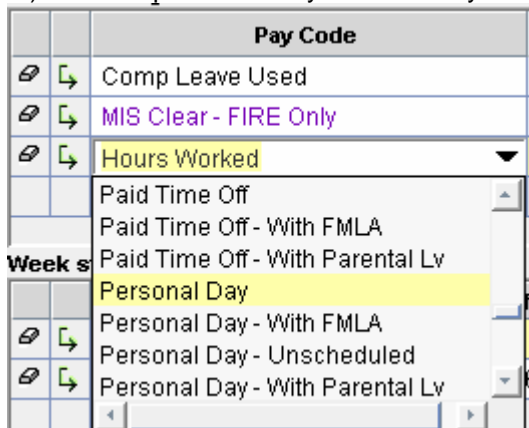 Pay Code
Comp Leave Used
MIS Clear - FIRE Only
Hours Worked
Paid Time Off
Paid Time Off - With FMLA
Paid Time Off - With Parental Lv
Week s
Personal Day
Personal Day - With FMLA
Personal Day - Unscheduled
Personal Day - With Parental Lv